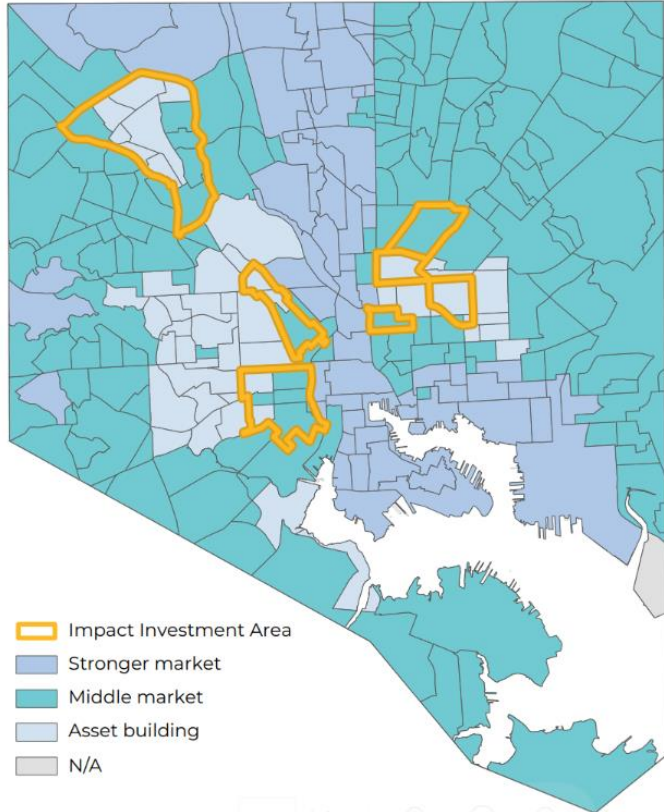 Impact Investment Area
Stronger market
Middle market
Asset building
N/A